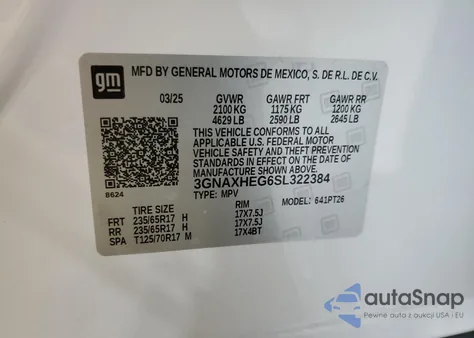 gm
MFD BY GENERAL MOTORS DE MEXICO, S. DE R.L. DE C.V.
03/25 GVWR GAWR FRT GAWR RR
2100 KG 1175 KG 1200 KG
4629 LB 2590 LB 2645 LB
THIS VEHICLE CONFORMS TO ALL
APPLICABLE U.S. FEDERAL MOTOR
VEHICLE SAFETY AND THEFT PREVENTION
STANDARDS IN EFFECT ON THE DATE OF
MANUFACTURE SHOWN ABOVE.
3GNAXHEG6SL322384
8624
TYPE: MPV MODEL: 641PT26
TIRE SIZE RIM
FRT 235/65R17 H 17X7.5J
RR 235/65R17 H 17X7.5J
SPA T125/70R17 M 17X4BT
autoSnap
Pewne auta z aukcji USA i EU